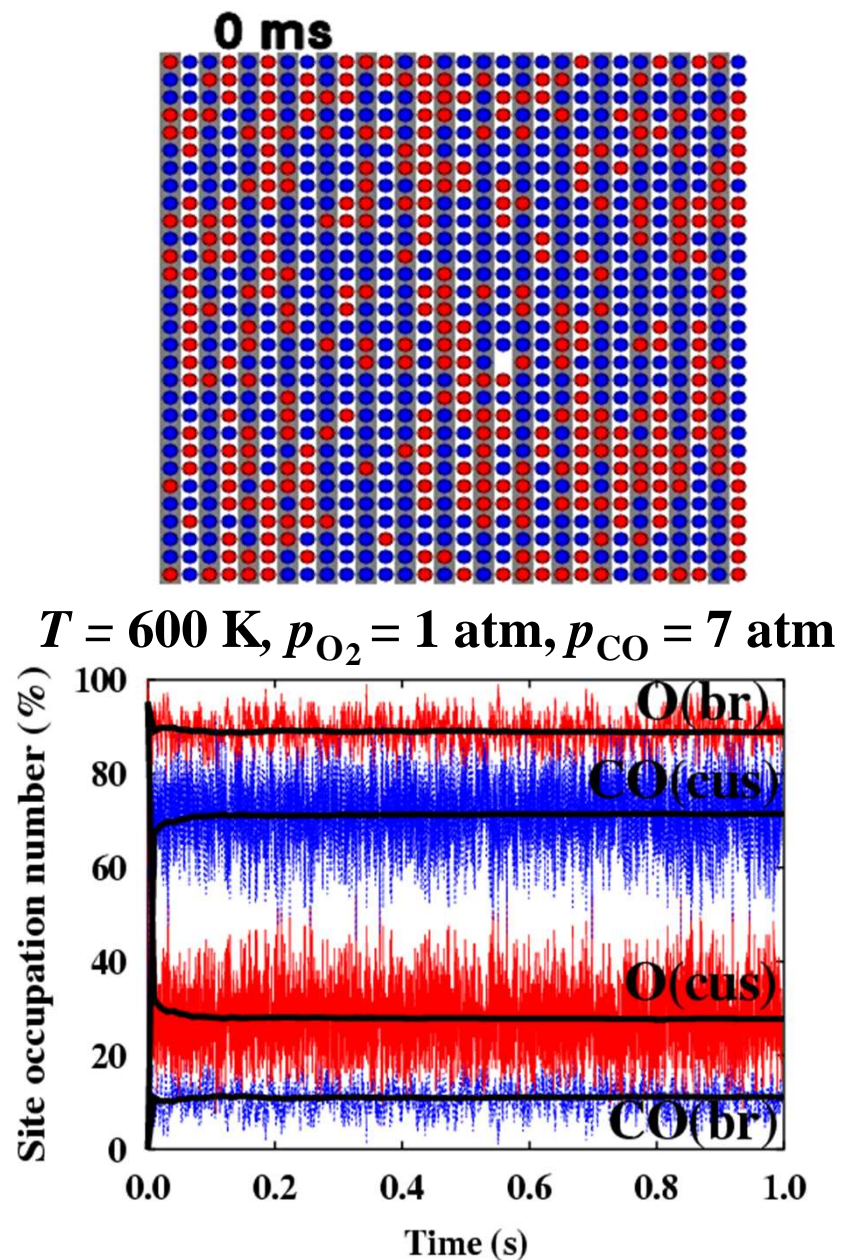 0 ms
T = 600 K, pO2 = 1 atm, pCO = 7 atm
Site occupation number (%)
100
80
60
40
20
0
O(br)
CO(cus)
O(cus)
CO(br)
0.0 0.2 0.4 0.6 0.8 1.0
Time (s)